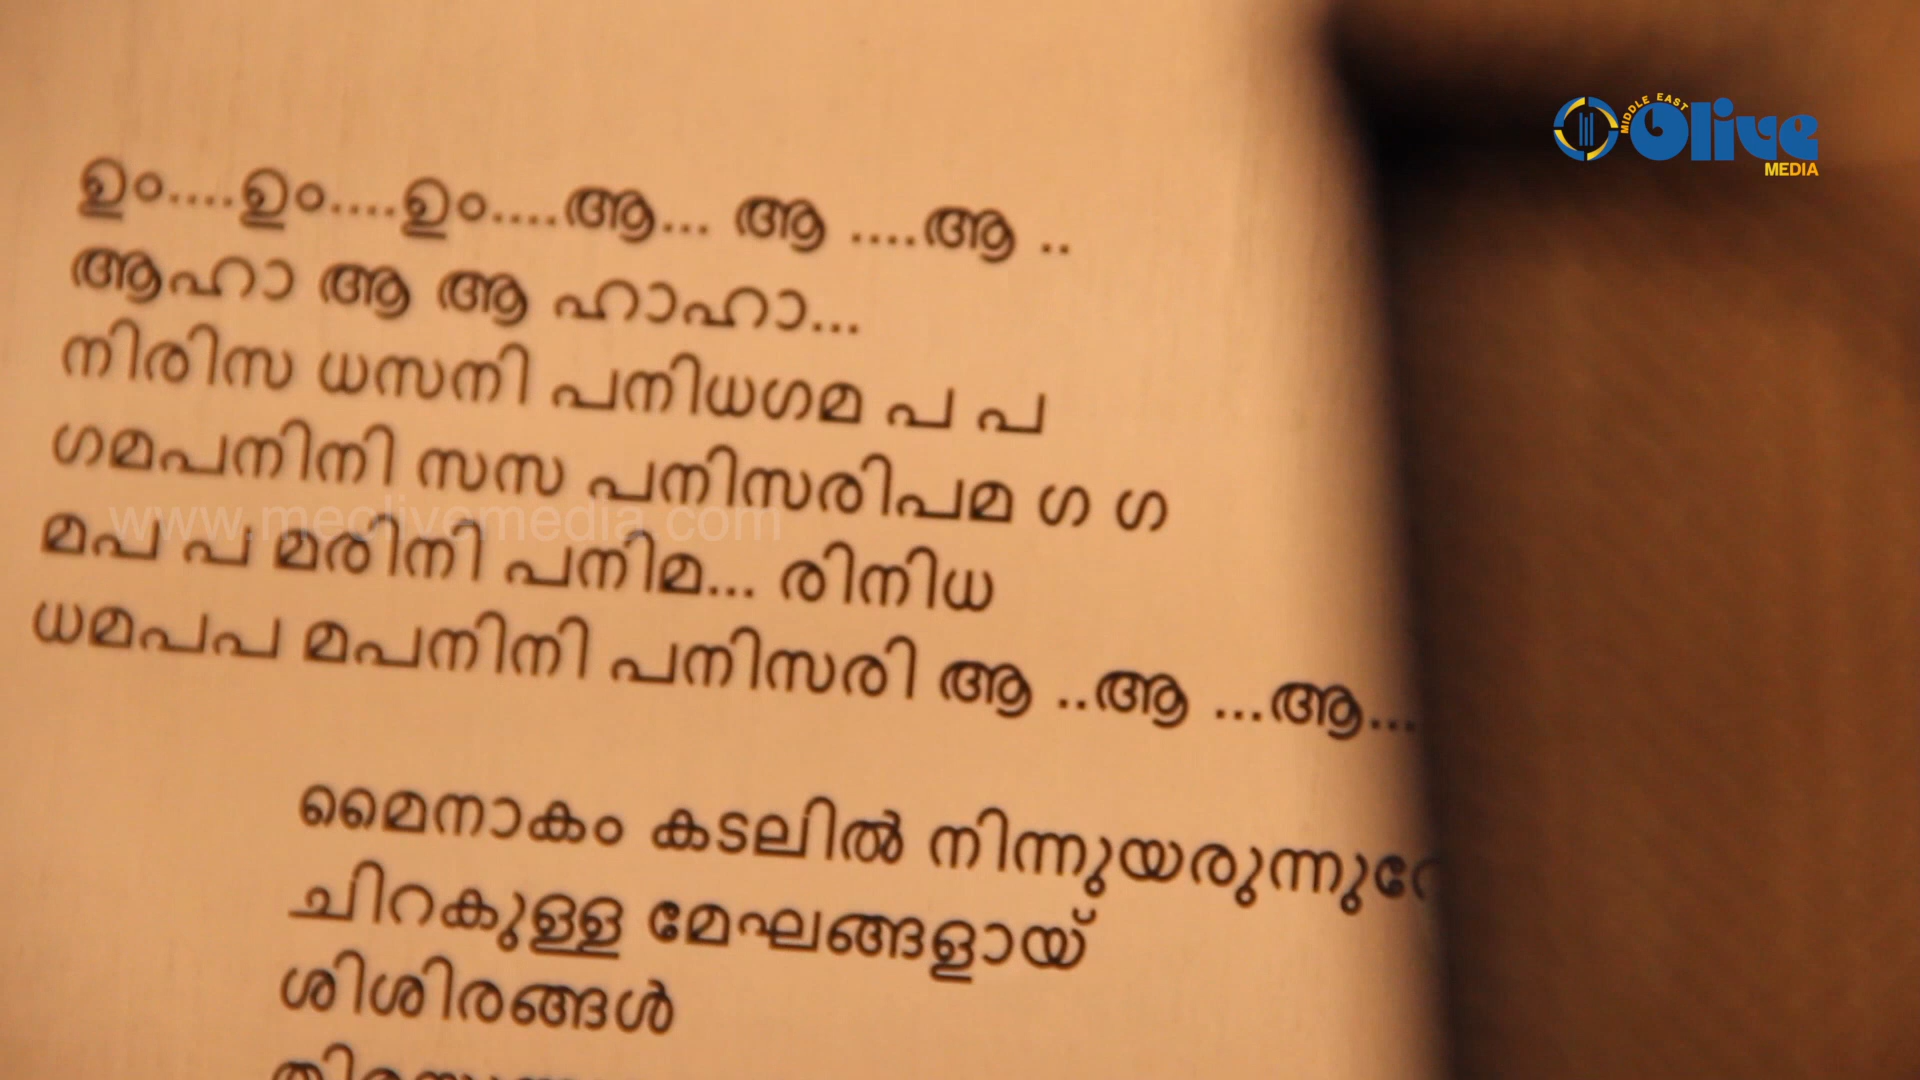 MIDDLE EAST
Olive
MEDIA
ഉം....ഉം....ഉം....ആ... ആ ....ആ ..
ആഹാ ആ ആ ഹാഹാ...
നിരിസ ധസനി പനിധഗമ പ പ
ഗമപനിനി സസ പനിസരിപമ ഗ ഗ
www.meolivemedia.com
മപ പ മരിനി പനിമ... രിനിധ
ധമപപ മപനിനി പനിസരി ആ ..ആ ...ആ...
മൈനാകം കടലിൽ
ചിറകുള്ള മേഘങ്ങളായ്
ശിശിരങ്ങൾ